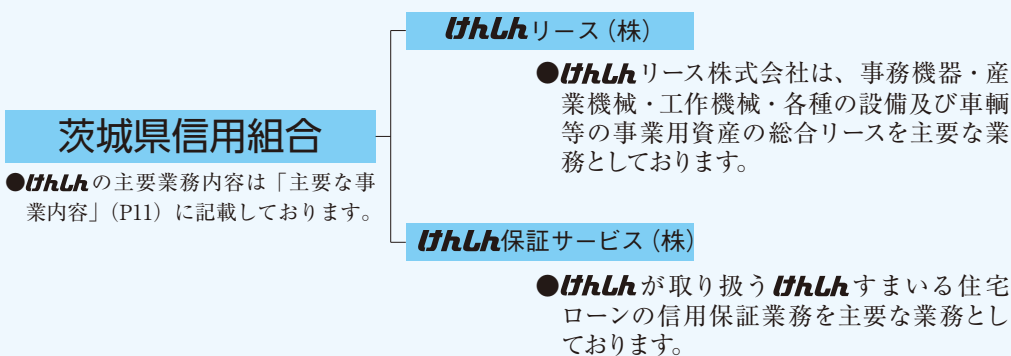 茨城県信用組合
●けんしんの主要業務内容は「主要な事
業内容」(P11)に記載しております。
けんしんリース(株)
●けんしんリース株式会社は、事務機器・産
業機械・工作機械・各種の設備及び車輌
等の事業用資産の総合リースを主要な業
務としております。
けんしん保証サービス(株)
●けんしんが取り扱うけんしんすまいる住宅
ローンの信用保証業務を主要な業務とし
ております。